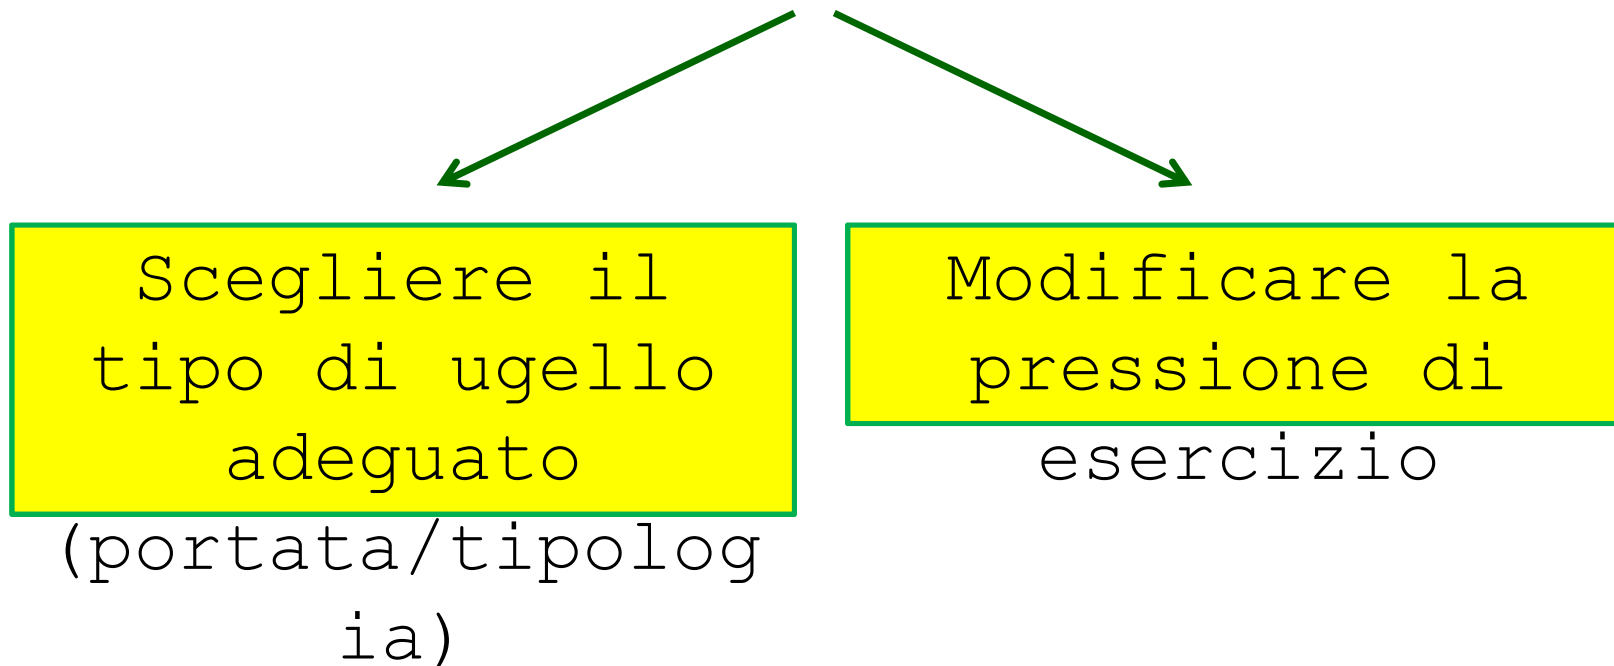 Scegliere il
tipo di ugello
adeguato
(portata/tipolog
ia)
Modificare la
pressione di
esercizio